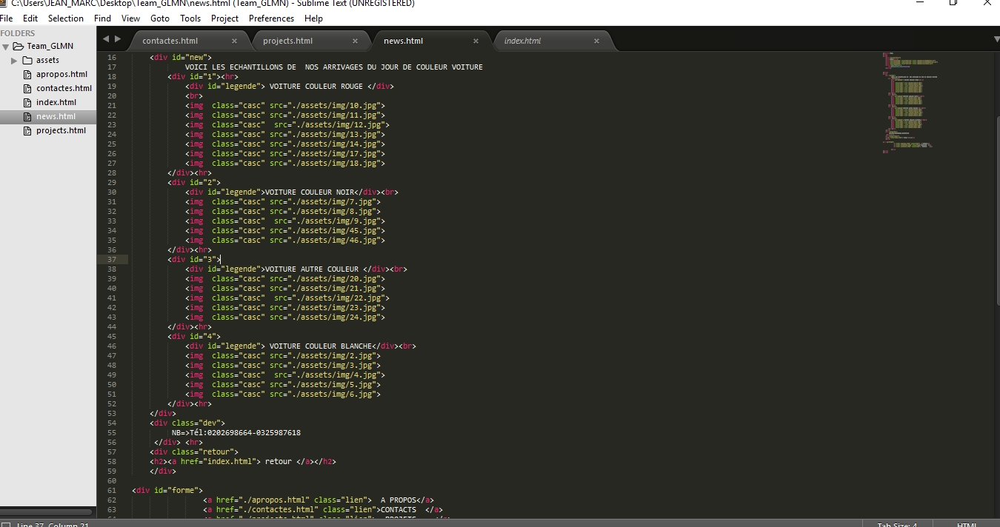 C:\Users\JEAN_MARC\Desktop\Team_GLMN\news.html (Team_GLMN) - Sublime Text (UNREGISTERED)
File Edit Selection Find View Goto Tools Project Preferences Help
FOLDERS
Team_GLMN
assets
apropos.html
contactes.html
index.html
news.html
projects.html
contactes.html × projects.html × news.html × index.html ×
16 <div id="new">
17 VOICI LES ECHANTILLONS DE  NOS ARRIVAGES DU JOUR DE COULEUR VOITURE
18 <div id="1"><hr>
19 <div id="legende"> VOITURE COULEUR ROUGE </div>
20 <br>
21 <img  class="casc" src="./assets/img/10.jpg">
22 <img  class="casc" src="./assets/img/11.jpg">
23 <img  class="casc"  src="./assets/img/12.jpg">
24 <img  class="casc" src="./assets/img/13.jpg">
25 <img  class="casc" src="./assets/img/14.jpg">
26 <img  class="casc" src="./assets/img/17.jpg">
27 <img  class="casc" src="./assets/img/18.jpg">
28 </div><hr>
29 <div id="2">
30 <div id="legende">VOITURE COULEUR NOIR</div><br>
31 <img  class="casc" src="./assets/img/7.jpg">
32 <img  class="casc" src="./assets/img/8.jpg">
33 <img  class="casc"  src="./assets/img/9.jpg">
34 <img  class="casc" src="./assets/img/45.jpg">
35 <img  class="casc" src="./assets/img/46.jpg">
36 </div><hr>
37 <div id="3">
38 <div id="legende">VOITURE AUTRE COULEUR </div><br>
39 <img  class="casc" src="./assets/img/20.jpg">
40 <img  class="casc" src="./assets/img/21.jpg">
41 <img  class="casc"  src="./assets/img/22.jpg">
42 <img  class="casc" src="./assets/img/23.jpg">
43 <img  class="casc" src="./assets/img/24.jpg">
44 </div><hr>
45 <div id="4">
46 <div id="legende"> VOITURE COULEUR BLANCHE</div><br>
47 <img  class="casc" src="./assets/img/2.jpg">
48 <img  class="casc" src="./assets/img/3.jpg">
49 <img  class="casc"  src="./assets/img/4.jpg">
50 <img  class="casc" src="./assets/img/5.jpg">
51 <img  class="casc" src="./assets/img/6.jpg">
52 </div><hr>
53 </div>
54 <div class="dev">
55 NB=>Tél:0202698664-0325987618
56 </div> <hr>
57 <div class="retour">
58 <h2><a href="index.html"> retour </a></h2>
59 </div>
60
61 <div id="forme">
62 <a href="./apropos.html" class="lien">  A PROPOS</a>
63 <a href="./contactes.html" class="lien">CONTACTS  </a>
Line 37, Column 21 Tab Size: 4 HTML